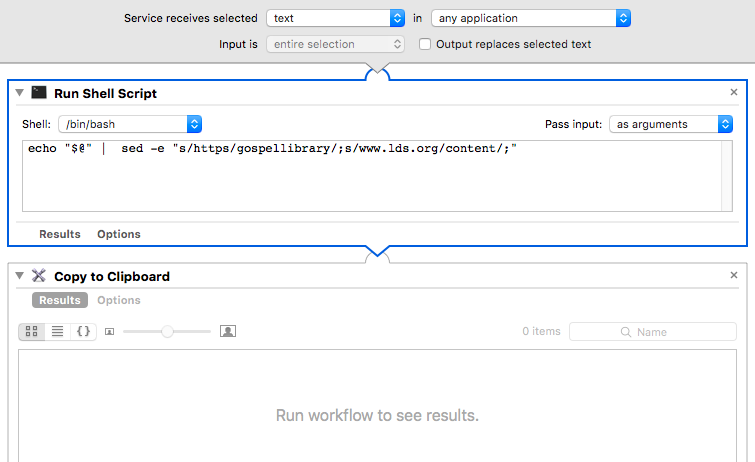 Service receives selected text in any application
Input is entire selection Output replaces selected text
Run Shell Script
Shell: /bin/bash Pass input: as arguments
echo "$@" |  sed -e "s/https/gospellibrary/;s/www.lds.org/content/;"
Results Options
Copy to Clipboard
Results Options
{} 0 items Name
Run workflow to see results.